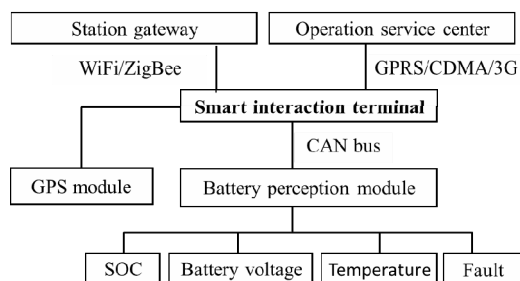 Station gateway
Operation service center
WiFi/ZigBee
GPRS/CDMA/3G
Smart interaction terminal
CAN bus
GPS module
Battery perception module
SOC
Battery voltage
Temperature
Fault